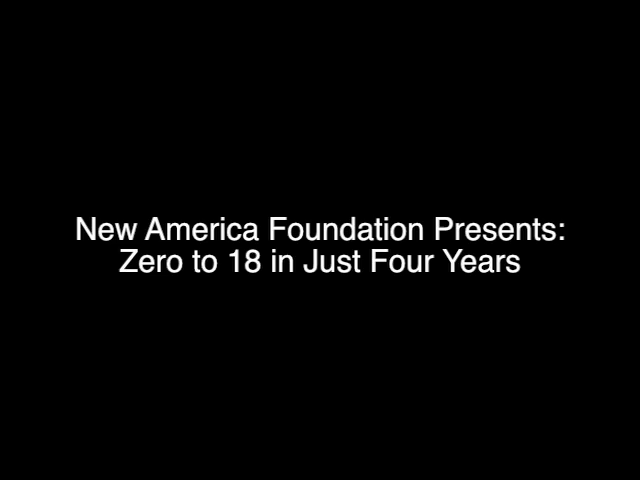 New America Foundation Presents:
Zero to 18 in Just Four Years